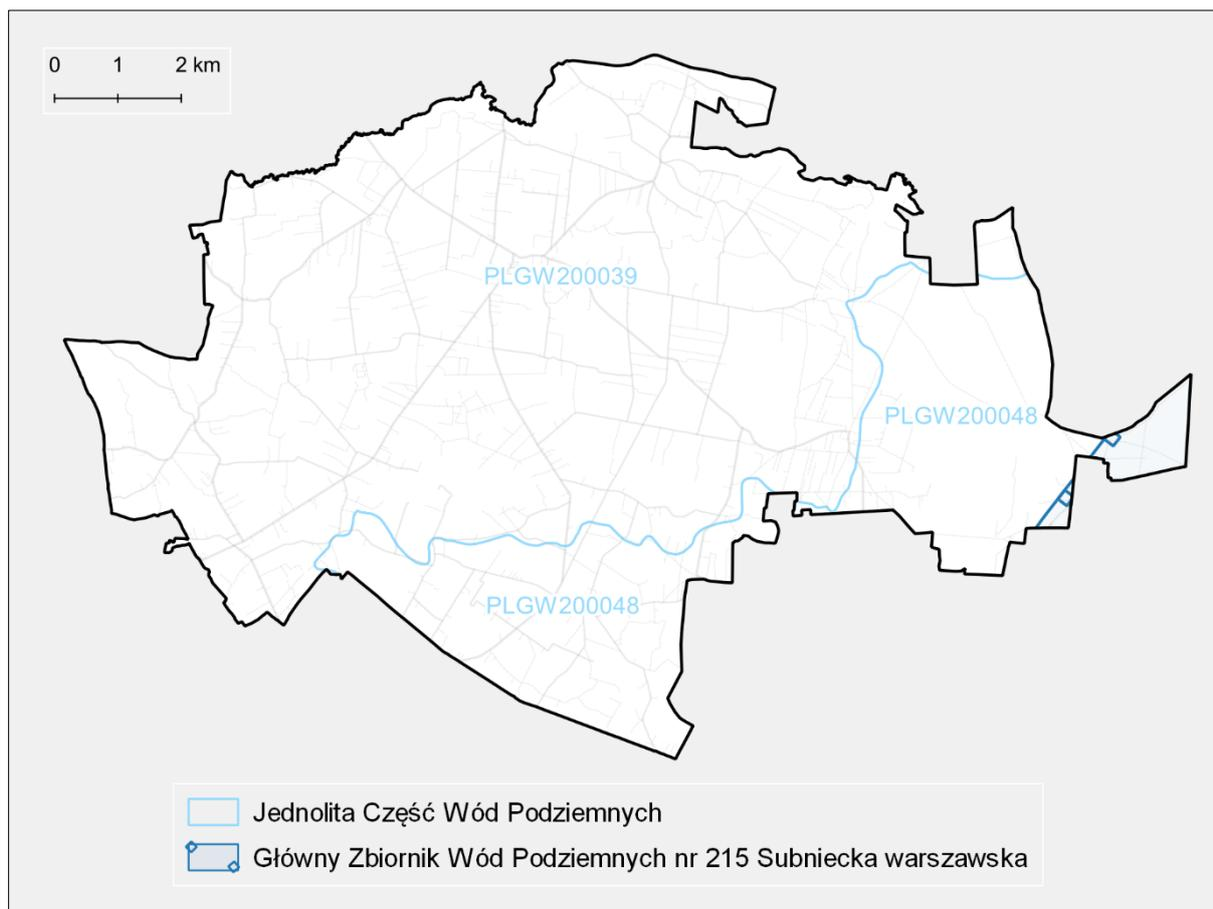 0 1 2 km
PLGW200039
PLGW200048
PLGW200048
Jednolita Część Wód Podziemnych
Główny Zbiornik Wód Podziemnych nr 215 Subniecka warszawska